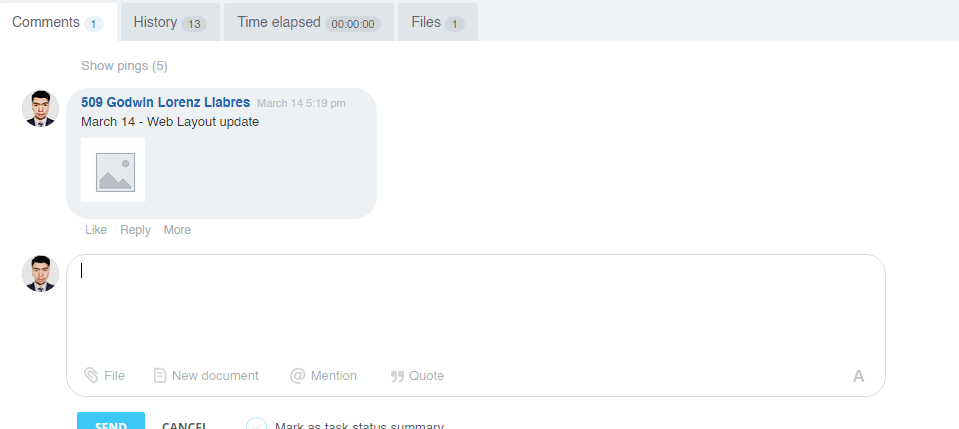 Comments 1 History 13 Time elapsed 00:00:00 Files 1
Show pings (5)
509 Godwin Lorenz Llabres March 14 5:19 pm
March 14 - Web Layout update
Like Reply More
File New document @ Mention Quote A
SEND CANCEL Mark as task status summary